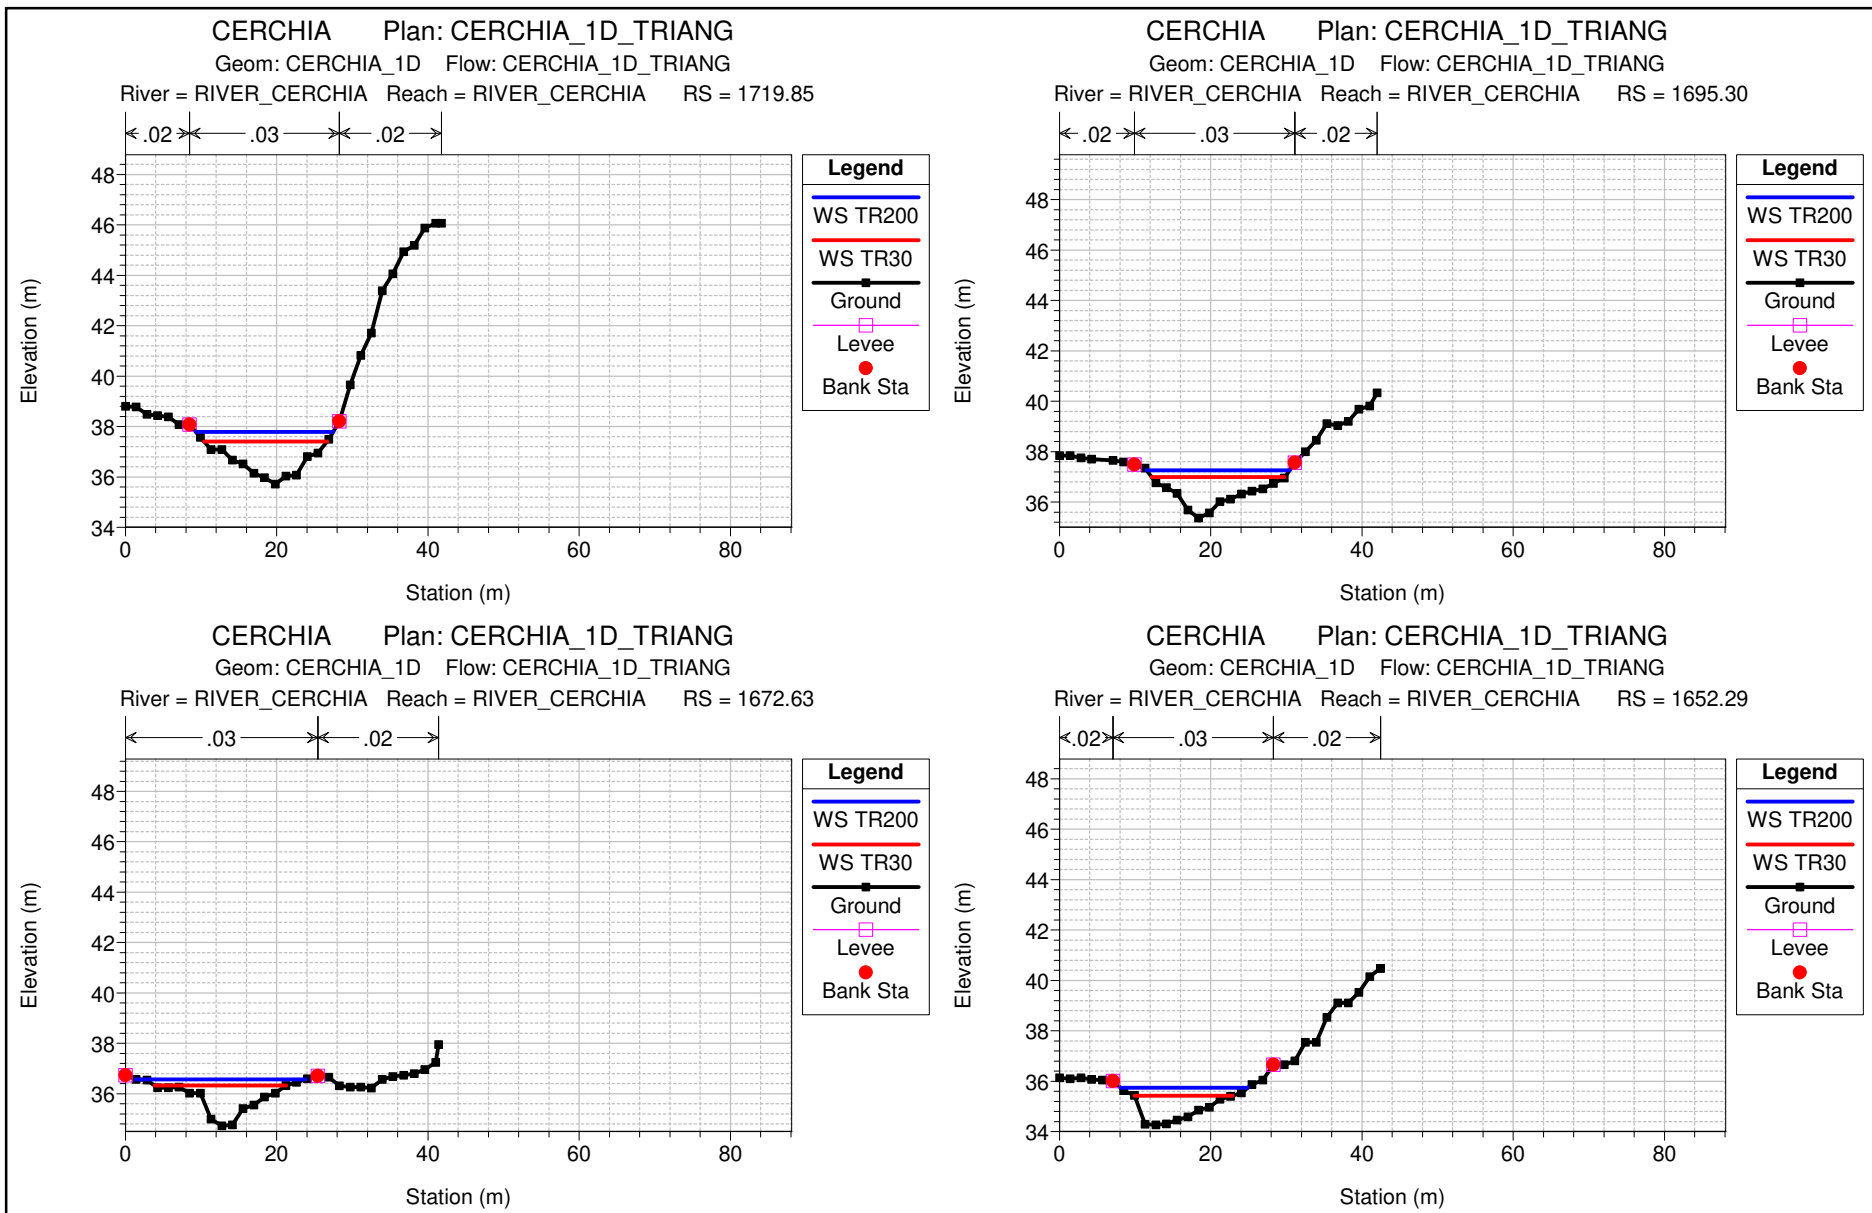 CERCHIA Plan: CERCHIA_1D_TRIANG
Geom: CERCHIA_1D Flow: CERCHIA_1D_TRIANG
River = RIVER_CERCHIA Reach = RIVER_CERCHIA RS = 1719.85
.02 .03 .02
48
46
44
42
40
38
36
34
Elevation (m)
0 20 40 60 80
Station (m)
Legend
WS TR200
WS TR30
Ground
Levee
Bank Sta
CERCHIA Plan: CERCHIA_1D_TRIANG
Geom: CERCHIA_1D Flow: CERCHIA_1D_TRIANG
River = RIVER_CERCHIA Reach = RIVER_CERCHIA RS = 1695.30
.02 .03 .02
48
46
44
42
40
38
36
Elevation (m)
0 20 40 60 80
Station (m)
Legend
WS TR200
WS TR30
Ground
Levee
Bank Sta
CERCHIA Plan: CERCHIA_1D_TRIANG
Geom: CERCHIA_1D Flow: CERCHIA_1D_TRIANG
River = RIVER_CERCHIA Reach = RIVER_CERCHIA RS = 1672.63
.03 .02
48
46
44
42
40
38
36
Elevation (m)
0 20 40 60 80
Station (m)
Legend
WS TR200
WS TR30
Ground
Levee
Bank Sta
CERCHIA Plan: CERCHIA_1D_TRIANG
Geom: CERCHIA_1D Flow: CERCHIA_1D_TRIANG
River = RIVER_CERCHIA Reach = RIVER_CERCHIA RS = 1652.29
.02 .03 .02
48
46
44
42
40
38
36
34
Elevation (m)
0 20 40 60 80
Station (m)
Legend
WS TR200
WS TR30
Ground
Levee
Bank Sta